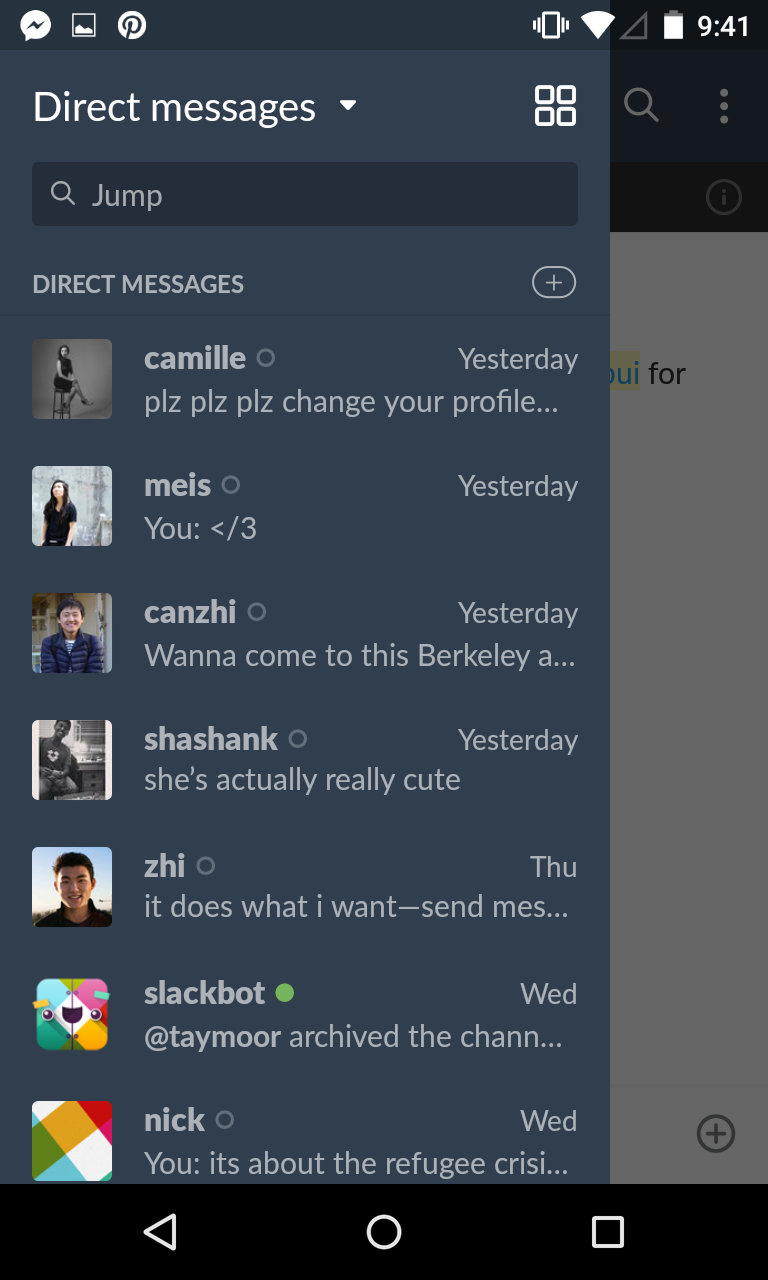 9:41
Direct messages
Jump
DIRECT MESSAGES
camille Yesterday
plz plz plz change your profile...
for
meis Yesterday
You: </3
canzhi Yesterday
Wanna come to this Berkeley a...
shashank Yesterday
she’s actually really cute
zhi Thu
it does what i want—send mes...
slackbot Wed
@taymoor archived the chann...
nick Wed
You: its about the refugee crisi...